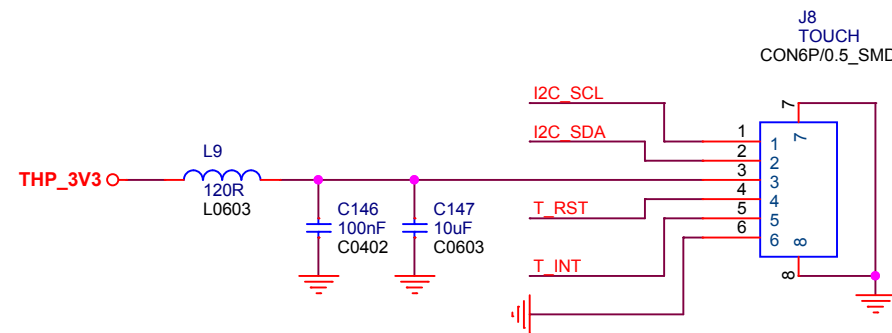 J8
TOUCH
CON6P/0.5_SMD
I2C_SCL
I2C_SDA
T_RST
T_INT
THP_3V3
L9
120R
L0603
C146
100nF
C0402
C147
10uF
C0603
1
2
3
4
5
6
7
8
1
2
3
4
5
6
7
8